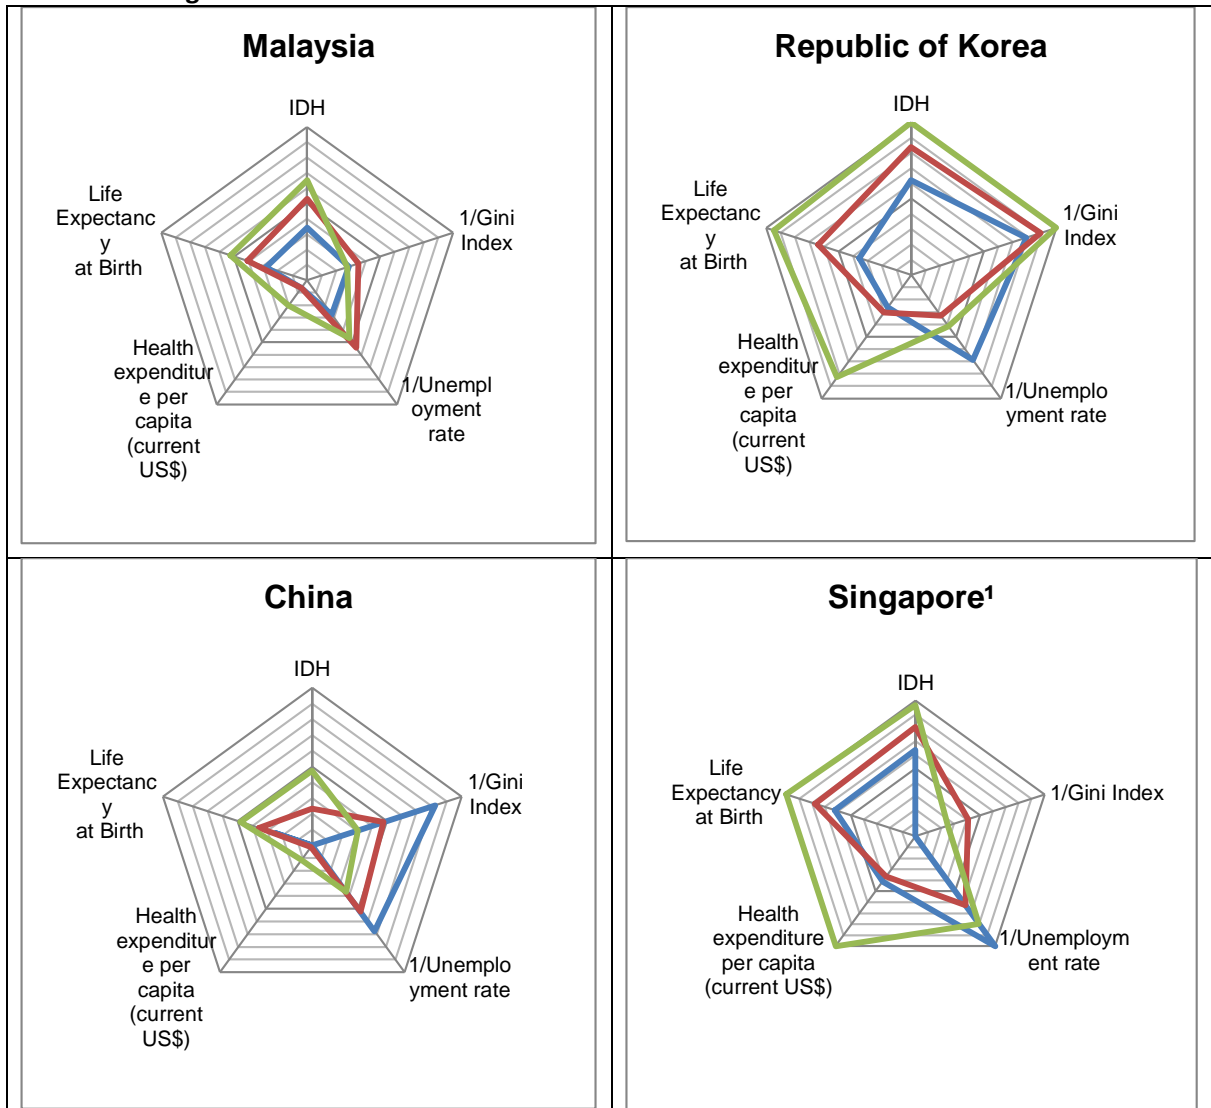 Malaysia
IDH
1/Gini
Index
1/Unempl
oyment
rate
Health
expenditur
e per
capita
(current
US$)
Life
Expectanc
y
at Birth
Republic of Korea
IDH
1/Gini
Index
1/Unemplo
yment rate
Health
expenditur
e per
capita
(current
US$)
Life
Expectanc
y
at Birth
China
IDH
1/Gini
Index
1/Unemplo
yment rate
Health
expenditur
e per
capita
(current
US$)
Life
Expectanc
y
at Birth
Singapore¹
IDH
1/Gini Index
1/Unemploym
ent rate
Health
expenditure
per capita
(current US$)
Life
Expectancy
at Birth